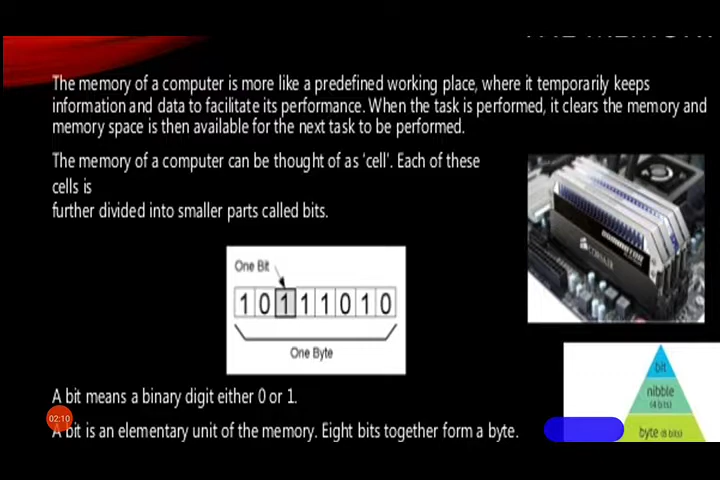 The memory of a computer is more like a predefined working place, where it temporarily keeps
information and data to facilitate its performance. When the task is performed, it clears the memory and
memory space is then available for the next task to be performed.
The memory of a computer can be thought of as 'cell'. Each of these
cells is
further divided into smaller parts called bits.
One Bit
1 0 1 1 1 0 1 0
One Byte
DOMINATOR
CORSAIR
bit
nibble
(4 bits)
byte (8 bits)
A bit means a binary digit either 0 or 1.
02:10
A bit is an elementary unit of the memory. Eight bits together form a byte.